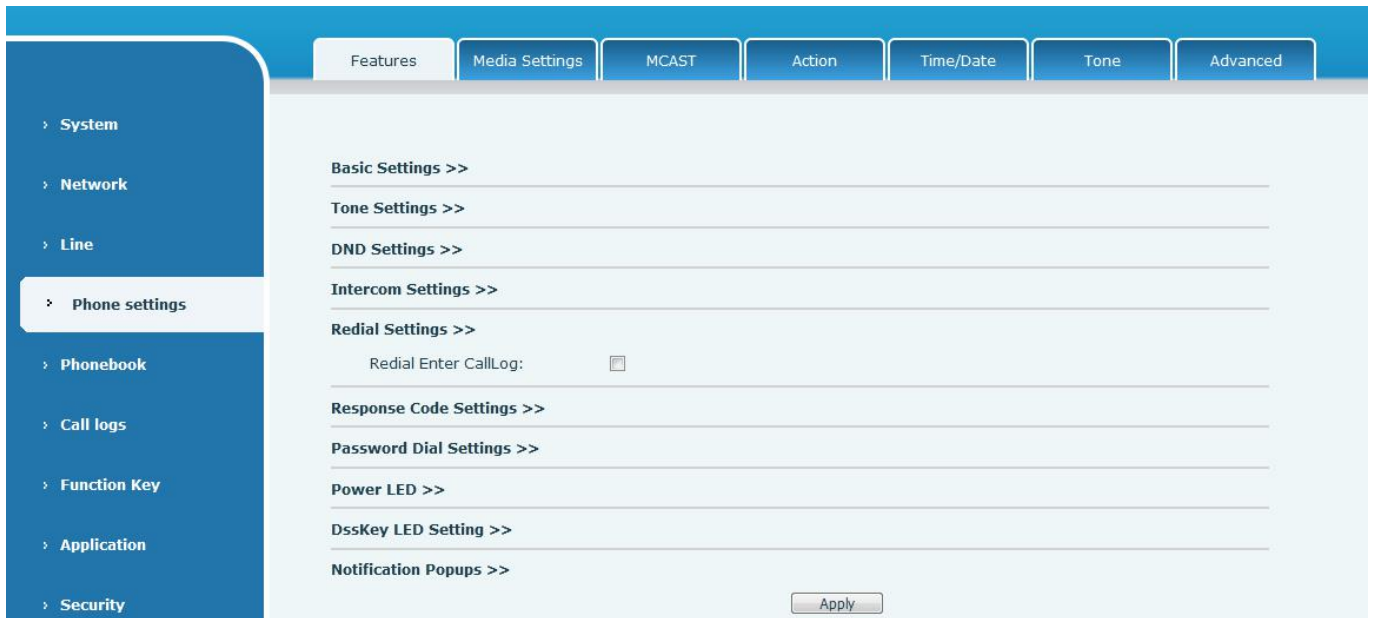 Features Media Settings MCAST Action Time/Date Tone Advanced
› System
› Network
› Line
› Phone settings
› Phonebook
› Call logs
› Function Key
› Application
› Security
Basic Settings >>
Tone Settings >>
DND Settings >>
Intercom Settings >>
Redial Settings >>
Redial Enter CallLog:
Response Code Settings >>
Password Dial Settings >>
Power LED >>
DssKey LED Setting >>
Notification Popups >>
Apply